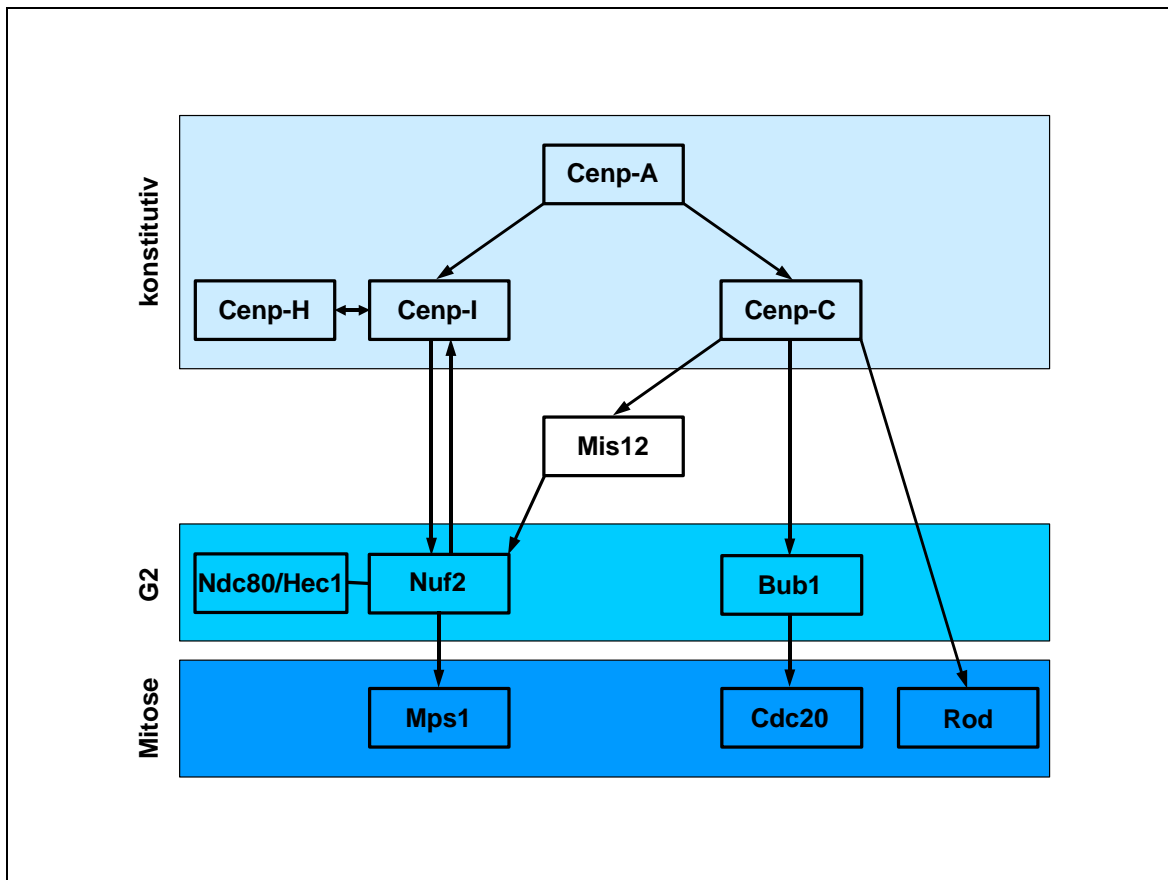 konstitutiv
Cenp-A
Cenp-H
Cenp-I
Cenp-C
Mis12
G2
Ndc80/Hec1
Nuf2
Bub1
Mitose
Mps1
Cdc20
Rod